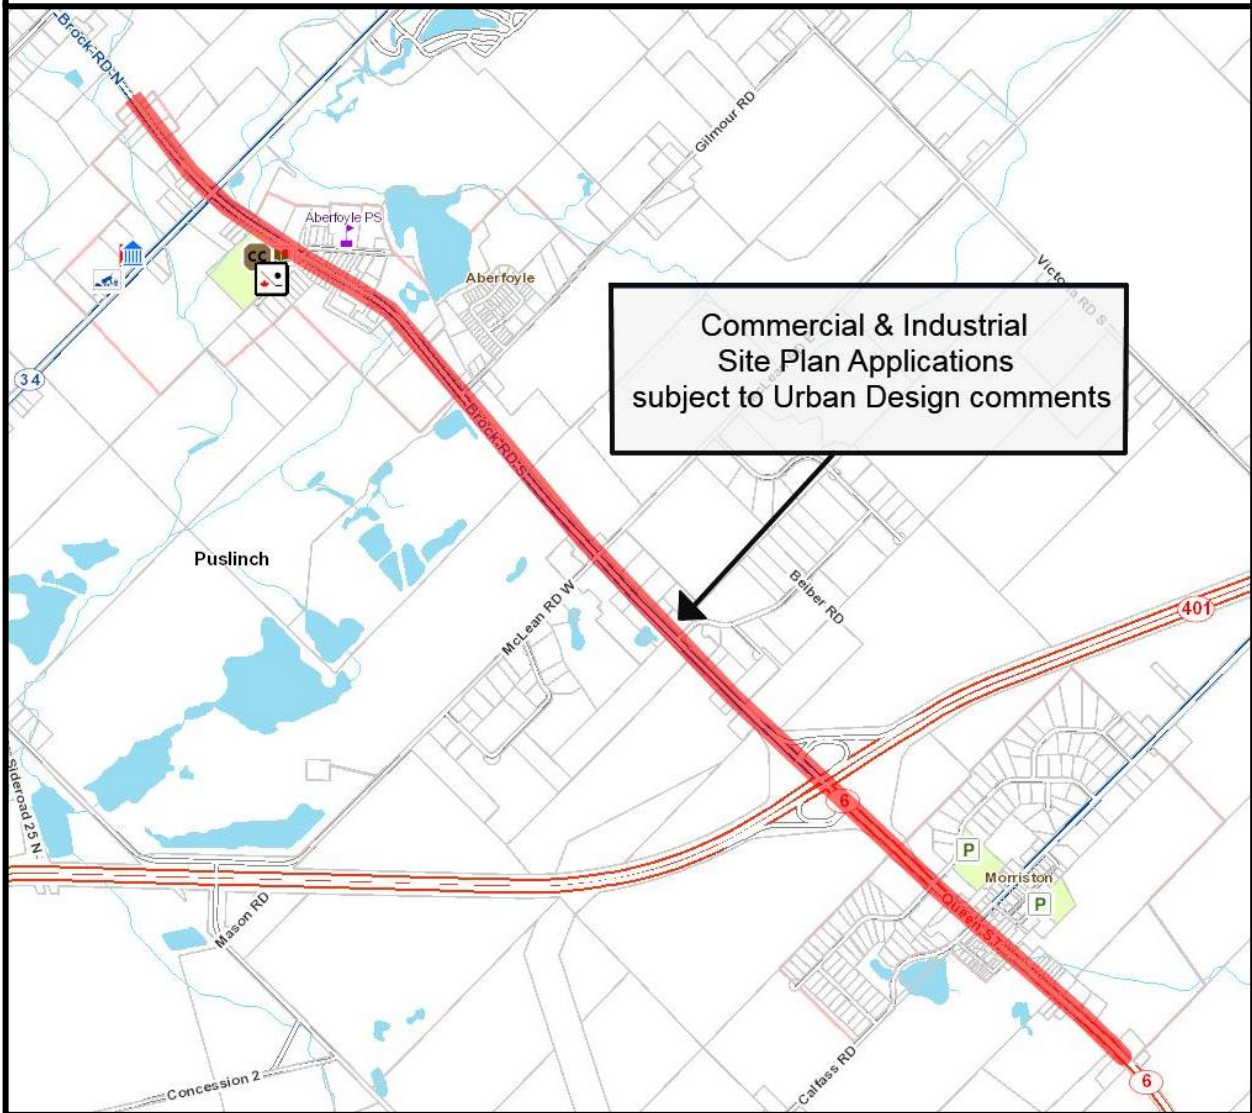 Brock RD N
Gilmour RD
Aberfoyle PS
CC
Aberfoyle
Victoria RD S
Commercial & Industrial
Site Plan Applications
subject to Urban Design comments
34
Brock RD S
Puslinch
McLean RD W
Beiber RD
401
Sideroad 25 N
6
P
Morriston
P
Queen ST
Mason RD
Calfass RD
Concession 2
6